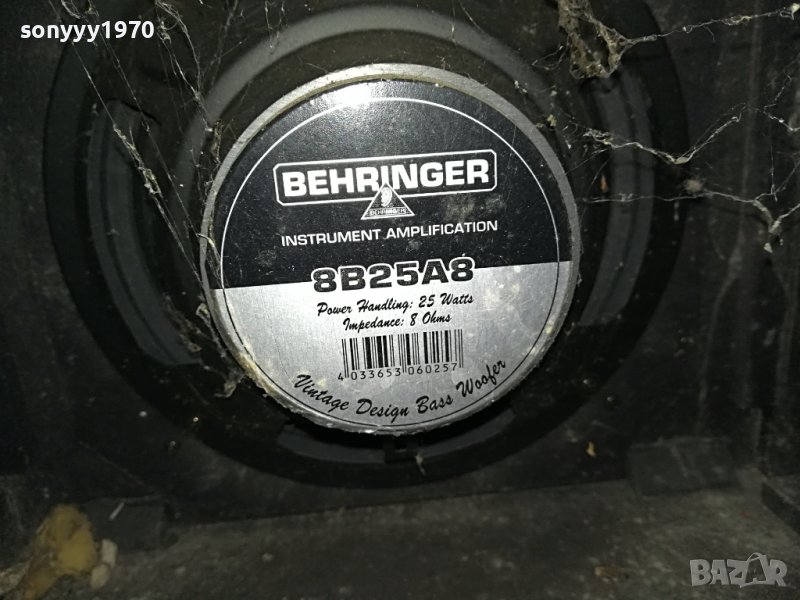 sonyyy1970
BEHRINGER
BEHRINGER
INSTRUMENT AMPLIFICATION
8B25A8
Power Handling: 25 Watts
Impedance: 8 Ohms
4 033653 060257
Vintage Design Bass Woofer
BAZAR